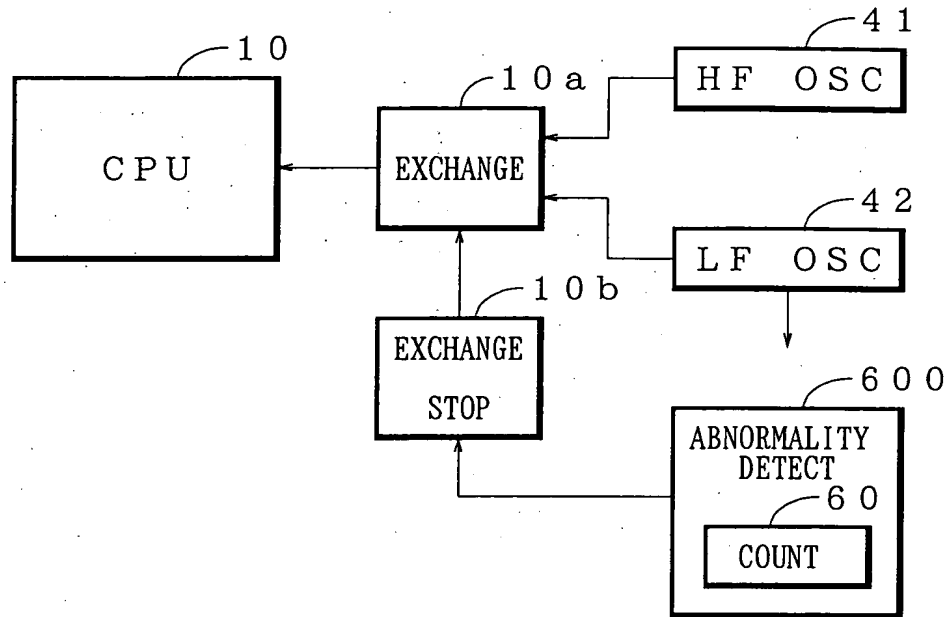 10
CPU
10a
EXCHANGE
41
HF OSC
42
LF OSC
10b
EXCHANGE
STOP
600
ABNORMALITY
DETECT
60
COUNT